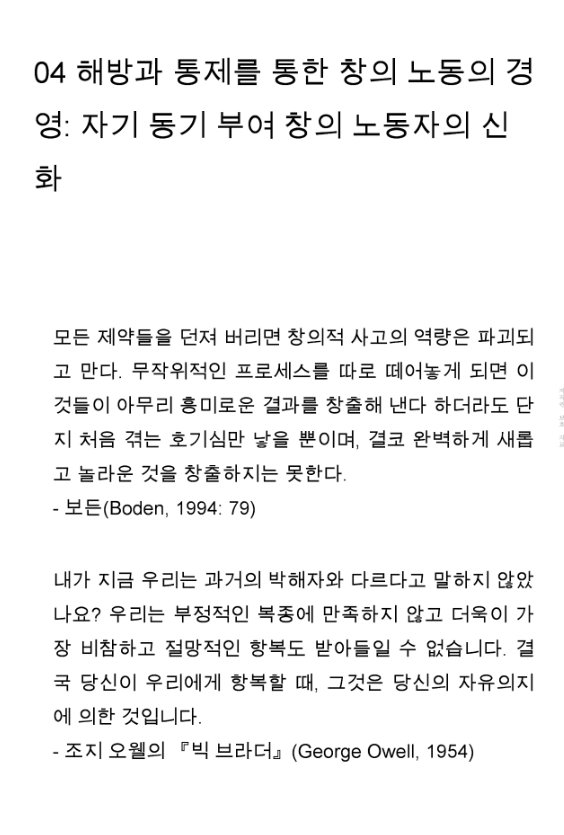 04 해방과 통제를 통한 창의 노동의 경
영: 자기 동기 부여 창의 노동자의 신
화
모든 제약들을 던져 버리면 창의적 사고의 역량은 파괴되
고 만다. 무작위적인 프로세스를 따로 떼어놓게 되면 이
것들이 아무리 흥미로운 결과를 창출해 낸다 하더라도 단
지 처음 겪는 호기심만 낳을 뿐이며, 결코 완벽하게 새롭
고 놀라운 것을 창출하지는 못한다.
- 보든(Boden, 1994: 79)
내가 지금 우리는 과거의 박해자와 다르다고 말하지 않았
나요? 우리는 부정적인 복종에 만족하지 않고 더욱이 가
장 비참하고 절망적인 항복도 받아들일 수 없습니다. 결
국 당신이 우리에게 항복할 때, 그것은 당신의 자유의지
에 의한 것입니다.
- 조지 오웰의 『빅 브라더』(George Owell, 1954)